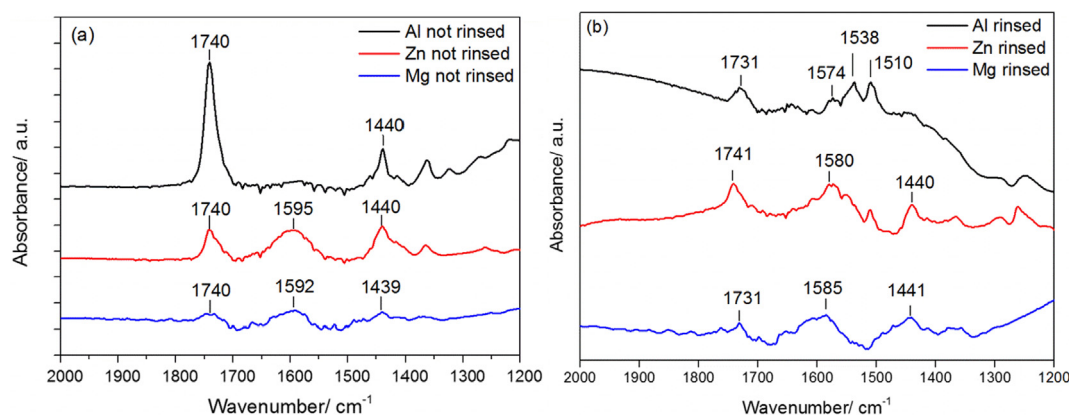 (a)
Al not rinsed
Zn not rinsed
Mg not rinsed
1740
1440
1740
1595
1440
1740
1592
1439
Absorbance/ a.u.
2000 1900 1800 1700 1600 1500 1400 1300 1200
Wavenumber/ cm⁻¹
(b)
Al rinsed
Zn rinsed
Mg rinsed
1731
1574
1538
1510
1741
1580
1440
1731
1585
1441
Absorbance/ a.u.
2000 1900 1800 1700 1600 1500 1400 1300 1200
Wavenumber/ cm⁻¹